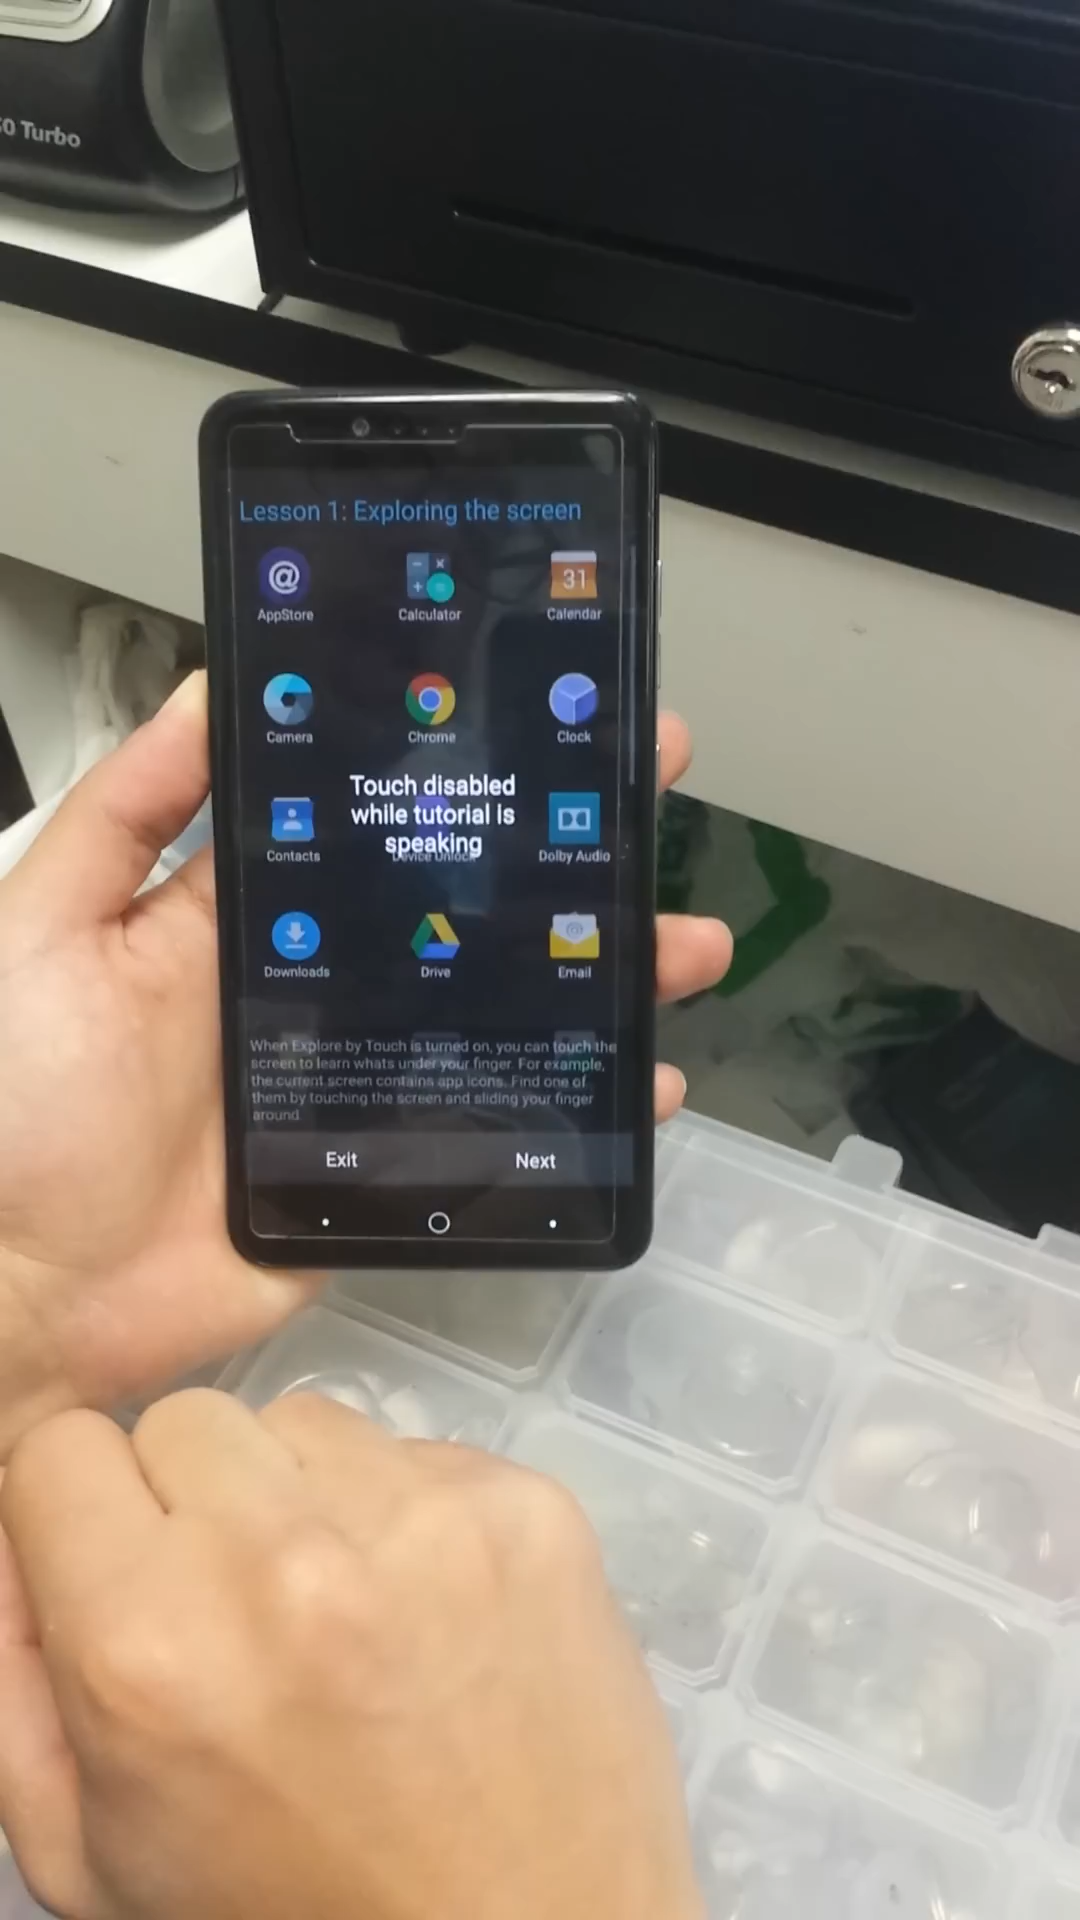 0 Turbo
Lesson 1: Exploring the screen
@
AppStore
Calculator
31
Calendar
Camera
Chrome
Clock
Touch disabled
while tutorial is
speaking
Contacts
Device Unlock
Dolby Audio
Downloads
Drive
@
Email
When Explore by Touch is turned on, you can touch the
screen to learn whats under your finger. For example,
the current screen contains app icons. Find one of
them by touching the screen and sliding your finger
around.
Exit
Next